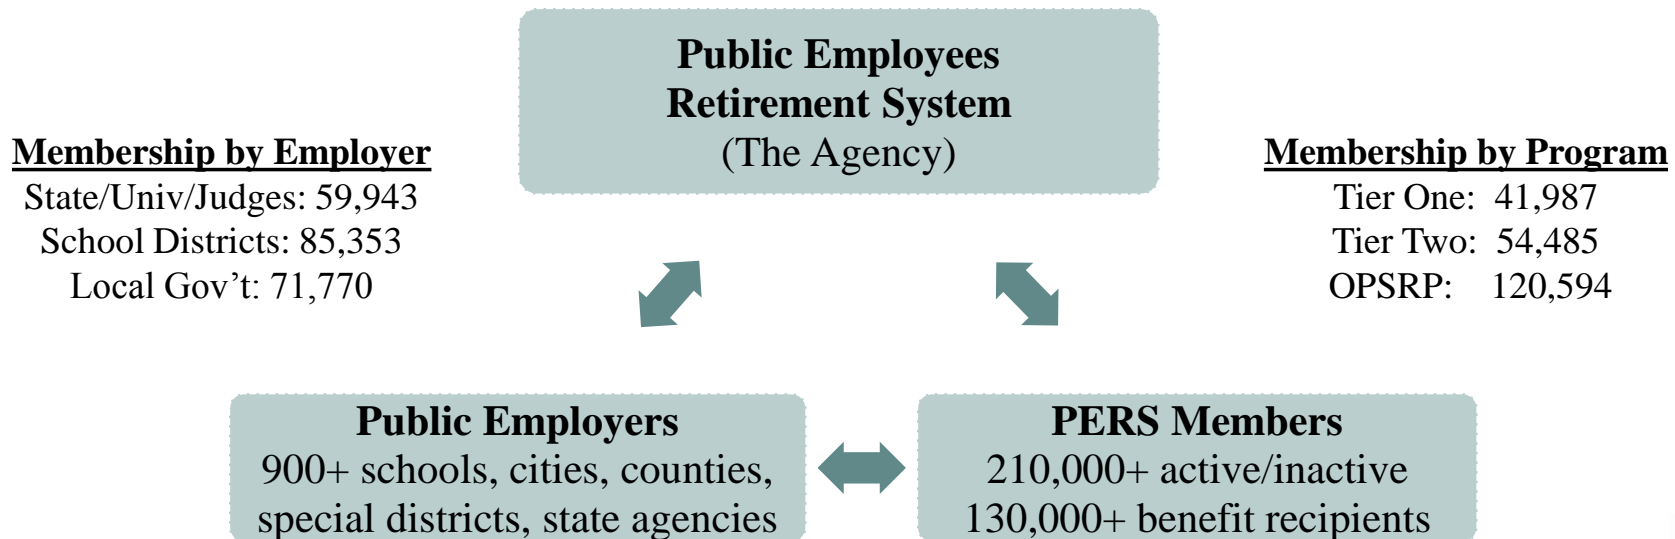 Public Employees
Retirement System
(The Agency)
Membership by Employer
State/Univ/Judges: 59,943
School Districts: 85,353
Local Gov’t: 71,770
Membership by Program
Tier One: 41,987
Tier Two: 54,485
OPSRP: 120,594
Public Employers
900+ schools, cities, counties,
special districts, state agencies
PERS Members
210,000+ active/inactive
130,000+ benefit recipients